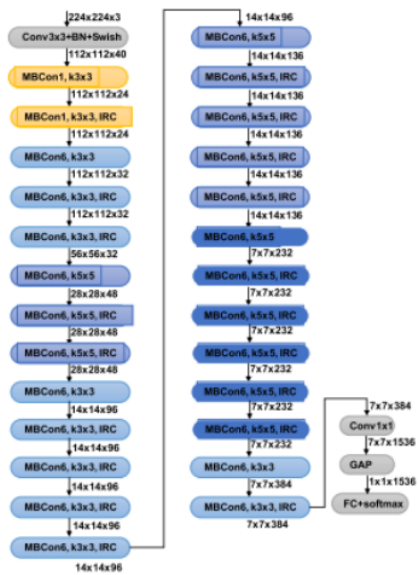 224x224x3
Conv3x3+BN+Swish
112x112x40
MBCon1, k3x3
112x112x24
MBCon1, k3x3, IRC
112x112x24
MBCon6, k3x3
112x112x32
MBCon6, k3x3, IRC
112x112x32
MBCon6, k3x3, IRC
56x56x32
MBCon6, k5x5
28x28x48
MBCon6, k5x5, IRC
28x28x48
MBCon6, k5x5, IRC
28x28x48
MBCon6, k3x3
14x14x96
MBCon6, k3x3, IRC
14x14x96
MBCon6, k3x3, IRC
14x14x96
MBCon6, k3x3, IRC
14x14x96
MBCon6, k3x3, IRC
14x14x96
14x14x96
MBCon6, k5x5
14x14x136
MBCon6, k5x5, IRC
14x14x136
MBCon6, k5x5, IRC
14x14x136
MBCon6, k5x5, IRC
14x14x136
MBCon6, k5x5, IRC
14x14x136
MBCon6, k5x5
7x7x232
MBCon6, k5x5, IRC
7x7x232
MBCon6, k5x5, IRC
7x7x232
MBCon6, k5x5, IRC
7x7x232
MBCon6, k5x5, IRC
7x7x232
MBCon6, k5x5, IRC
7x7x232
MBCon6, k3x3
7x7x384
MBCon6, k3x3, IRC
7x7x384
7x7x384
Conv1x1
7x7x1536
GAP
1x1x1536
FC+softmax